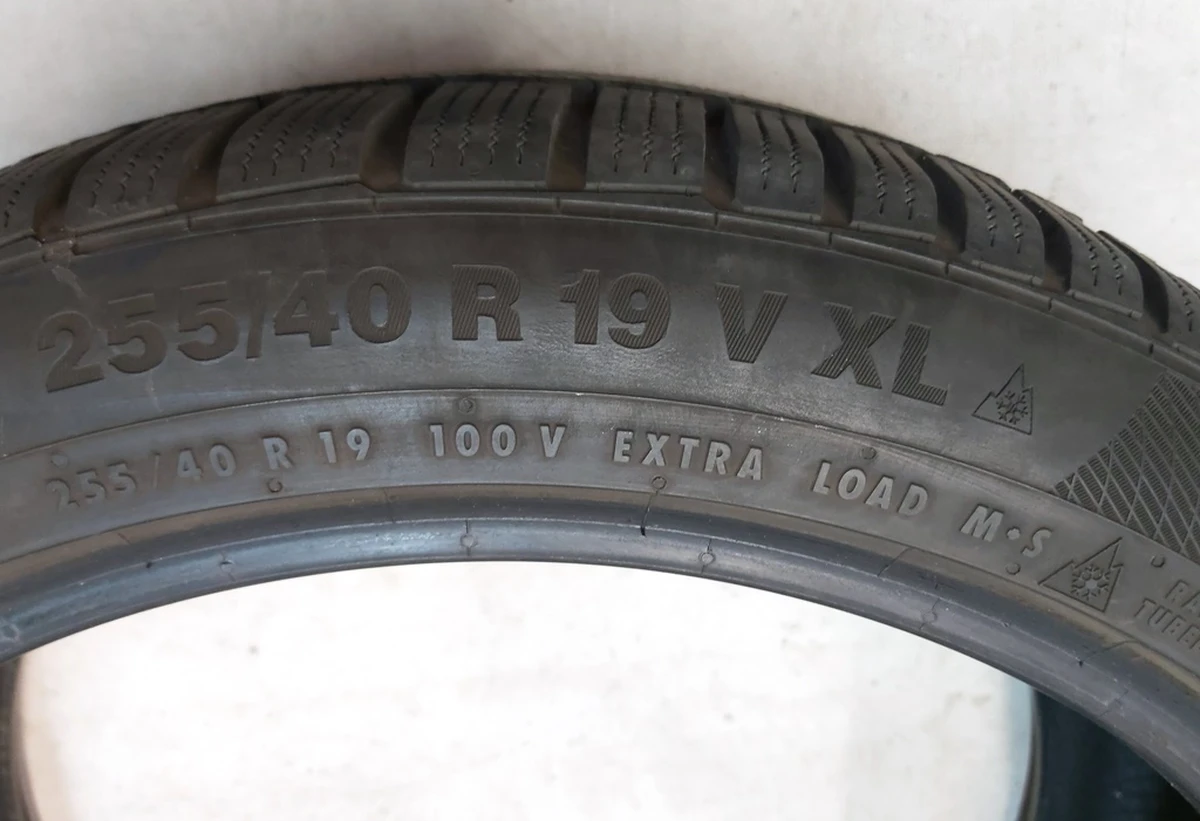 255/40 R 19 V XL
255/40 R 19 100 V EXTRA LOAD M•S